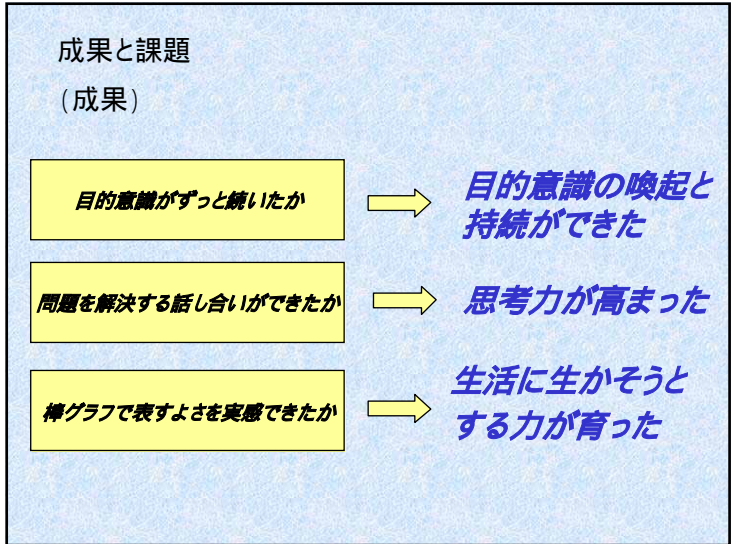 成果と課題
(成果)
目的意識がずっと続いたか
目的意識の喚起と
持続ができた
問題を解決する話し合いができたか
思考力が高まった
棒グラフで表すよさを実感できたか
生活に生かそうと
する力が育った